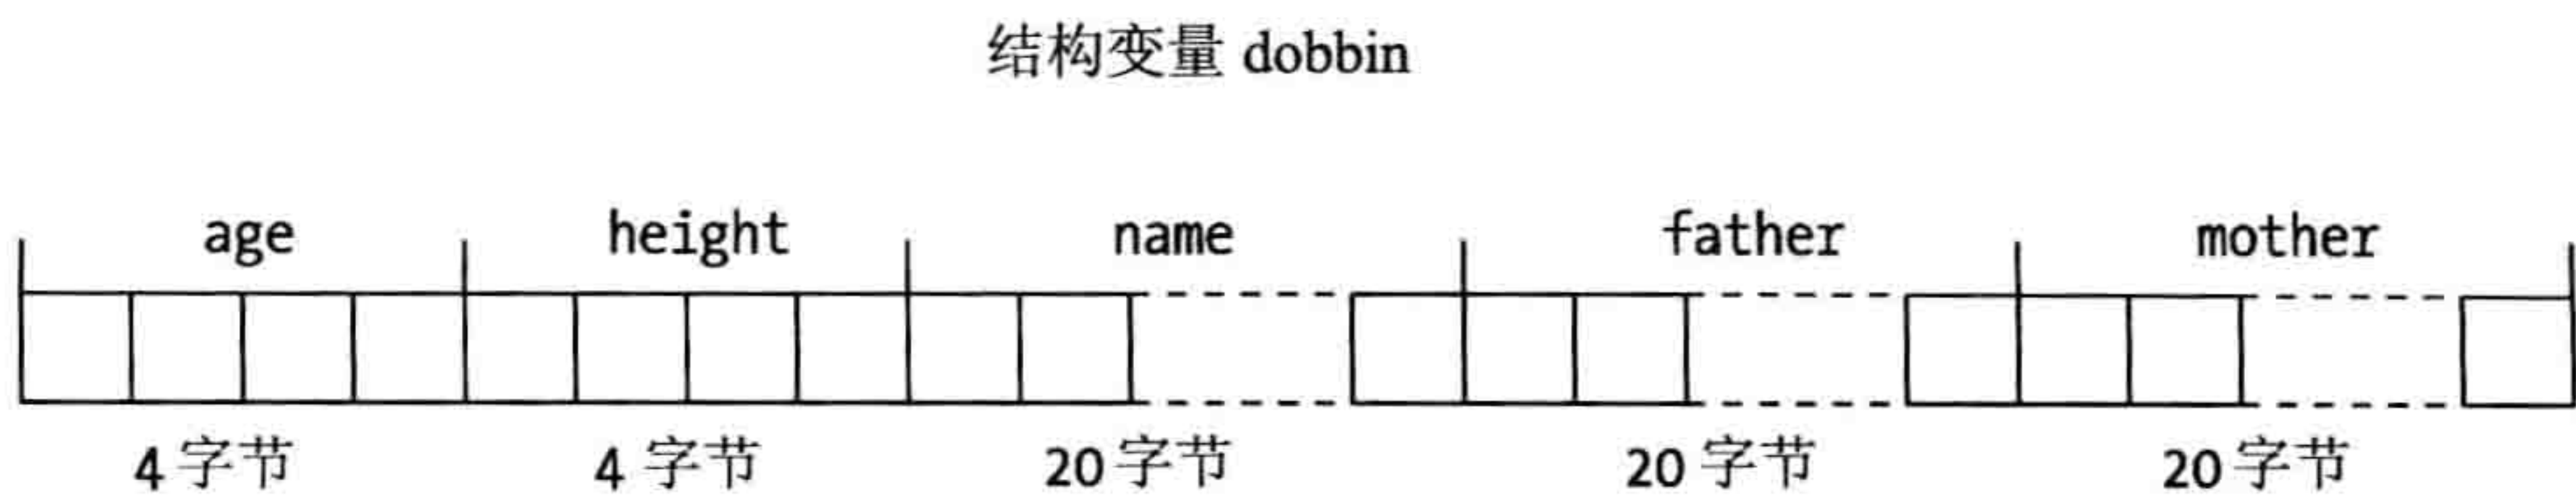 结构变量 dobbin
age height name father mother
4 字节 4 字节 20 字节 20 字节 20 字节